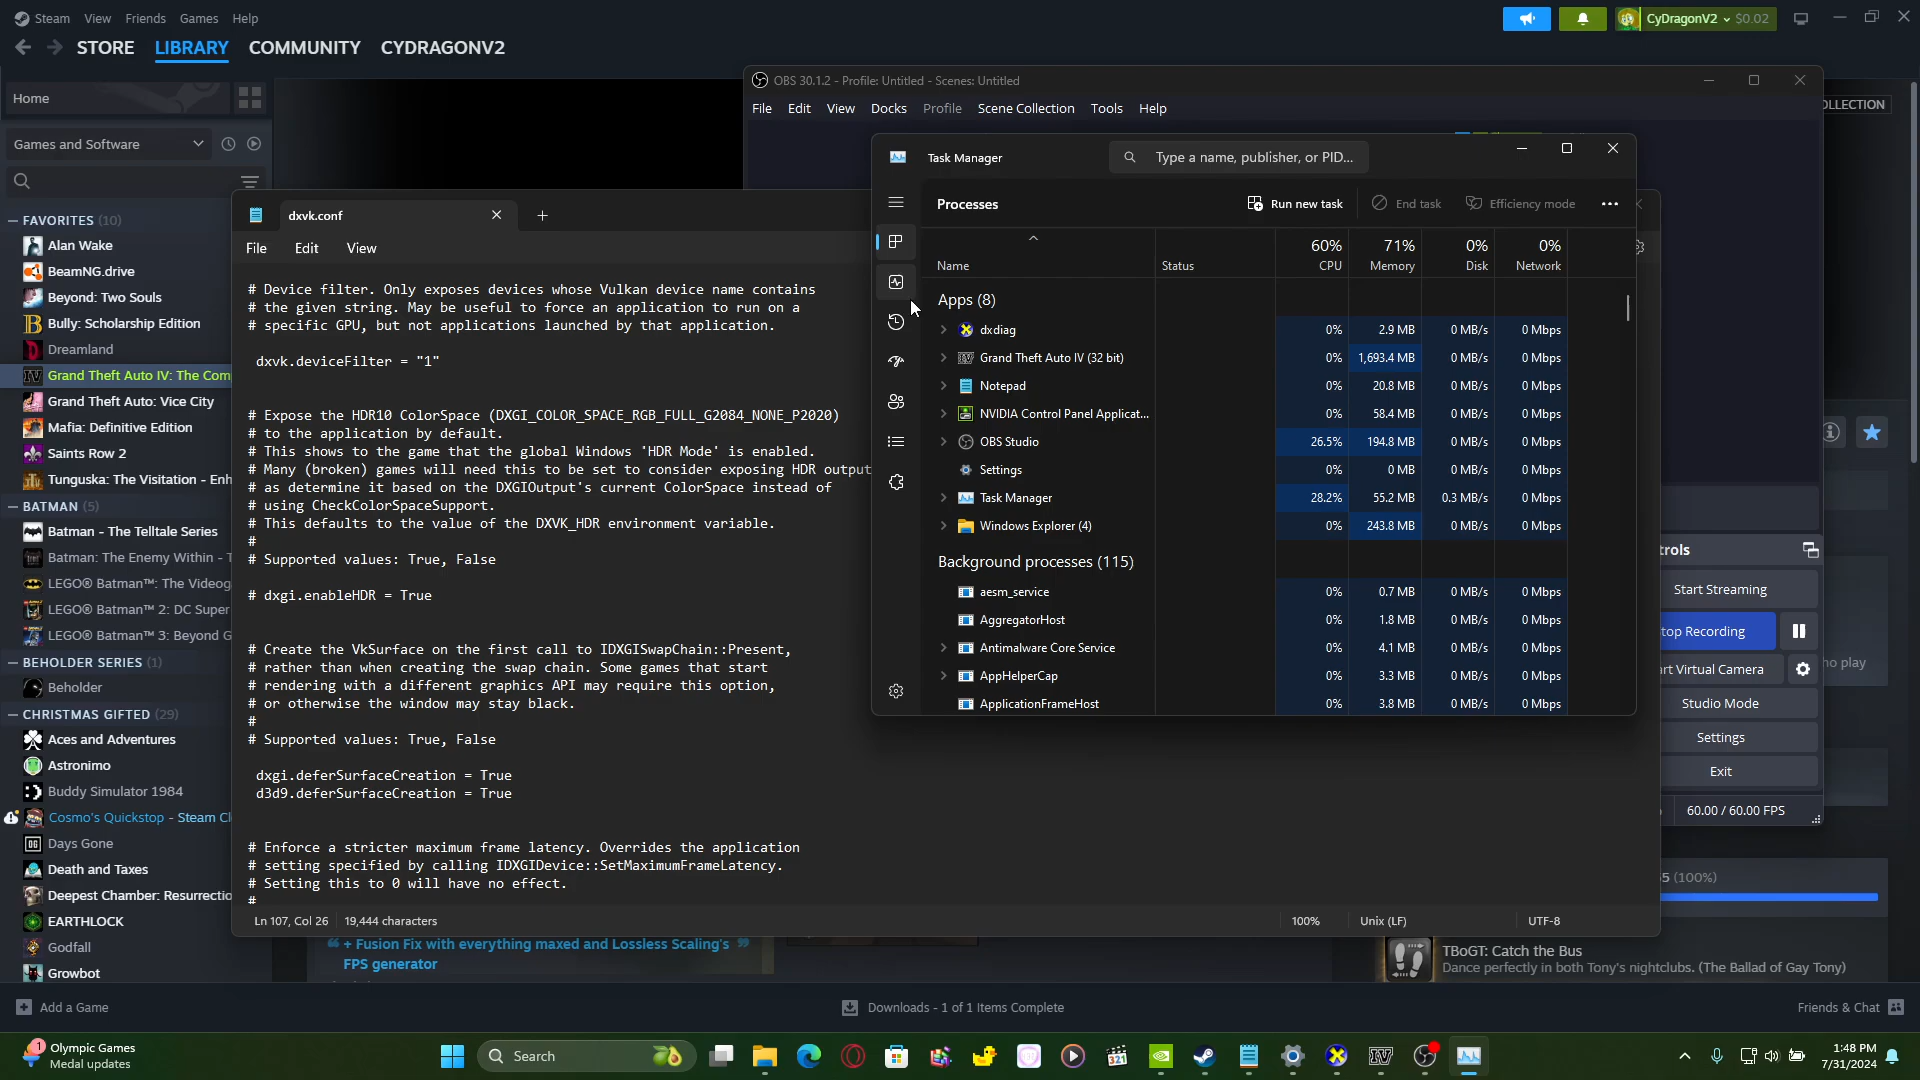 Steam View Friends Games Help
CyDragonV2 $0.02
STORE LIBRARY COMMUNITY CYDRAGONV2
Home
Games and Software
FAVORITES (10)
Alan Wake
BeamNG.drive
Beyond: Two Souls
Bully: Scholarship Edition
Dreamland
Grand Theft Auto IV: The Com
Grand Theft Auto: Vice City
Mafia: Definitive Edition
Saints Row 2
Tunguska: The Visitation - Enh
BATMAN (5)
Batman - The Telltale Series
Batman: The Enemy Within - T
LEGO® Batman™: The Videog
LEGO® Batman™ 2: DC Super
LEGO® Batman™ 3: Beyond G
BEHOLDER SERIES (1)
Beholder
CHRISTMAS GIFTED (29)
Aces and Adventures
Astronimo
Buddy Simulator 1984
Cosmo's Quickstop - Steam Cl
Days Gone
Death and Taxes
Deepest Chamber: Resurrectio
EARTHLOCK
Godfall
Growbot
OBS 30.1.2 - Profile: Untitled - Scenes: Untitled
File Edit View Docks Profile Scene Collection Tools Help
OLLECTION
dxvk.conf
File Edit View
# Device filter. Only exposes devices whose Vulkan device name contains
# the given string. May be useful to force an application to run on a
# specific GPU, but not applications launched by that application.
dxvk.deviceFilter = "1"
# Expose the HDR10 ColorSpace (DXGI_COLOR_SPACE_RGB_FULL_G2084_NONE_P2020)
# to the application by default.
# This shows to the game that the global Windows 'HDR Mode' is enabled.
# Many (broken) games will need this to be set to consider exposing HDR output
# as determine it based on the DXGIOutput's current ColorSpace instead of
# using CheckColorSpaceSupport.
# This defaults to the value of the DXVK_HDR environment variable.
#
# Supported values: True, False
# dxgi.enableHDR = True
# Create the VkSurface on the first call to IDXGISwapChain::Present,
# rather than when creating the swap chain. Some games that start
# rendering with a different graphics API may require this option,
# or otherwise the window may stay black.
#
# Supported values: True, False
dxgi.deferSurfaceCreation = True
d3d9.deferSurfaceCreation = True
# Enforce a stricter maximum frame latency. Overrides the application
# setting specified by calling IDXGIDevice::SetMaximumFrameLatency.
# Setting this to 0 will have no effect.
#
Ln 107, Col 26 19,444 characters 100% Unix (LF) UTF-8
Task Manager
Type a name, publisher, or PID...
Processes Run new task End task Efficiency mode
60% 71% 0% 0%
Name Status CPU Memory Disk Network
Apps (8)
dxdiag 0% 2.9 MB 0 MB/s 0 Mbps
Grand Theft Auto IV (32 bit) 0% 1,693.4 MB 0 MB/s 0 Mbps
Notepad 0% 20.8 MB 0 MB/s 0 Mbps
NVIDIA Control Panel Applicat... 0% 58.4 MB 0 MB/s 0 Mbps
OBS Studio 26.5% 194.8 MB 0 MB/s 0 Mbps
Settings 0% 0 MB 0 MB/s 0 Mbps
Task Manager 28.2% 55.2 MB 0.3 MB/s 0 Mbps
Windows Explorer (4) 0% 243.8 MB 0 MB/s 0 Mbps
Background processes (115)
aesm_service 0% 0.7 MB 0 MB/s 0 Mbps
AggregatorHost 0% 1.8 MB 0 MB/s 0 Mbps
Antimalware Core Service 0% 4.1 MB 0 MB/s 0 Mbps
AppHelperCap 0% 3.3 MB 0 MB/s 0 Mbps
ApplicationFrameHost 0% 3.8 MB 0 MB/s 0 Mbps
trols
Start Streaming
top Recording
ho play
art Virtual Camera
Studio Mode
Settings
Exit
60.00 / 60.00 FPS
(100%)
+ Fusion Fix with everything maxed and Lossless Scaling's
FPS generator
TBoGT: Catch the Bus
Dance perfectly in both Tony's nightclubs. (The Ballad of Gay Tony)
Add a Game
Downloads - 1 of 1 Items Complete
Friends & Chat
1
Olympic Games
Medal updates
Search
321
1:48 PM
7/31/2024